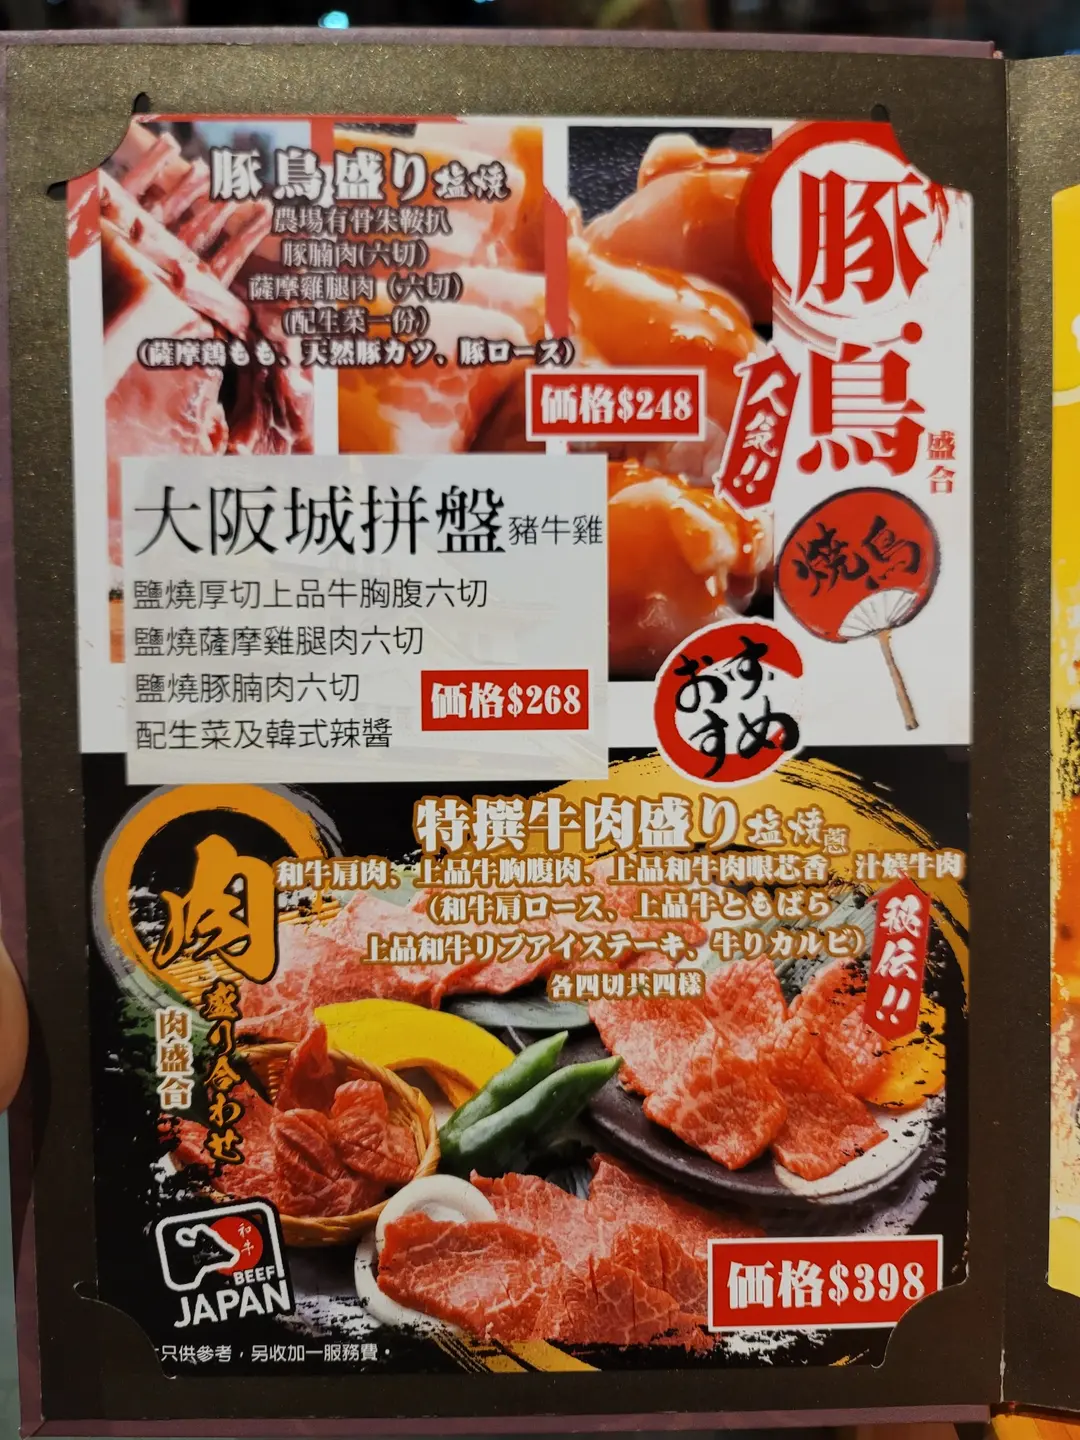 豚鳥盛り塩焼
農場有骨朱鞍扒
豚腩肉(六切)
薩摩雞腿肉（六切)
(配生菜一份)
(薩摩鶏もも、天然豚カツ、豚ロース)
価格$248
豚鳥
盛合
人気!!
焼鳥
おすすめ
大阪城拼盤豬牛雞
鹽燒厚切上品牛胸腹六切
鹽燒薩摩雞腿肉六切
鹽燒豚腩肉六切
配生菜及韓式辣醬
価格$268
特撰牛肉盛り塩焼蔥
和牛肩肉、上品牛胸腹肉、上品和牛肉眼芯香 汁燒牛肉
(和牛肩ロース、上品牛ともばら
上品和牛リブアイステーキ、牛りカルビ)
各四切共四樣
秘伝!!
肉
盛り合わせ
肉盛合
和牛
BEEF
JAPAN
価格$398
只供參考，另收加一服務費。